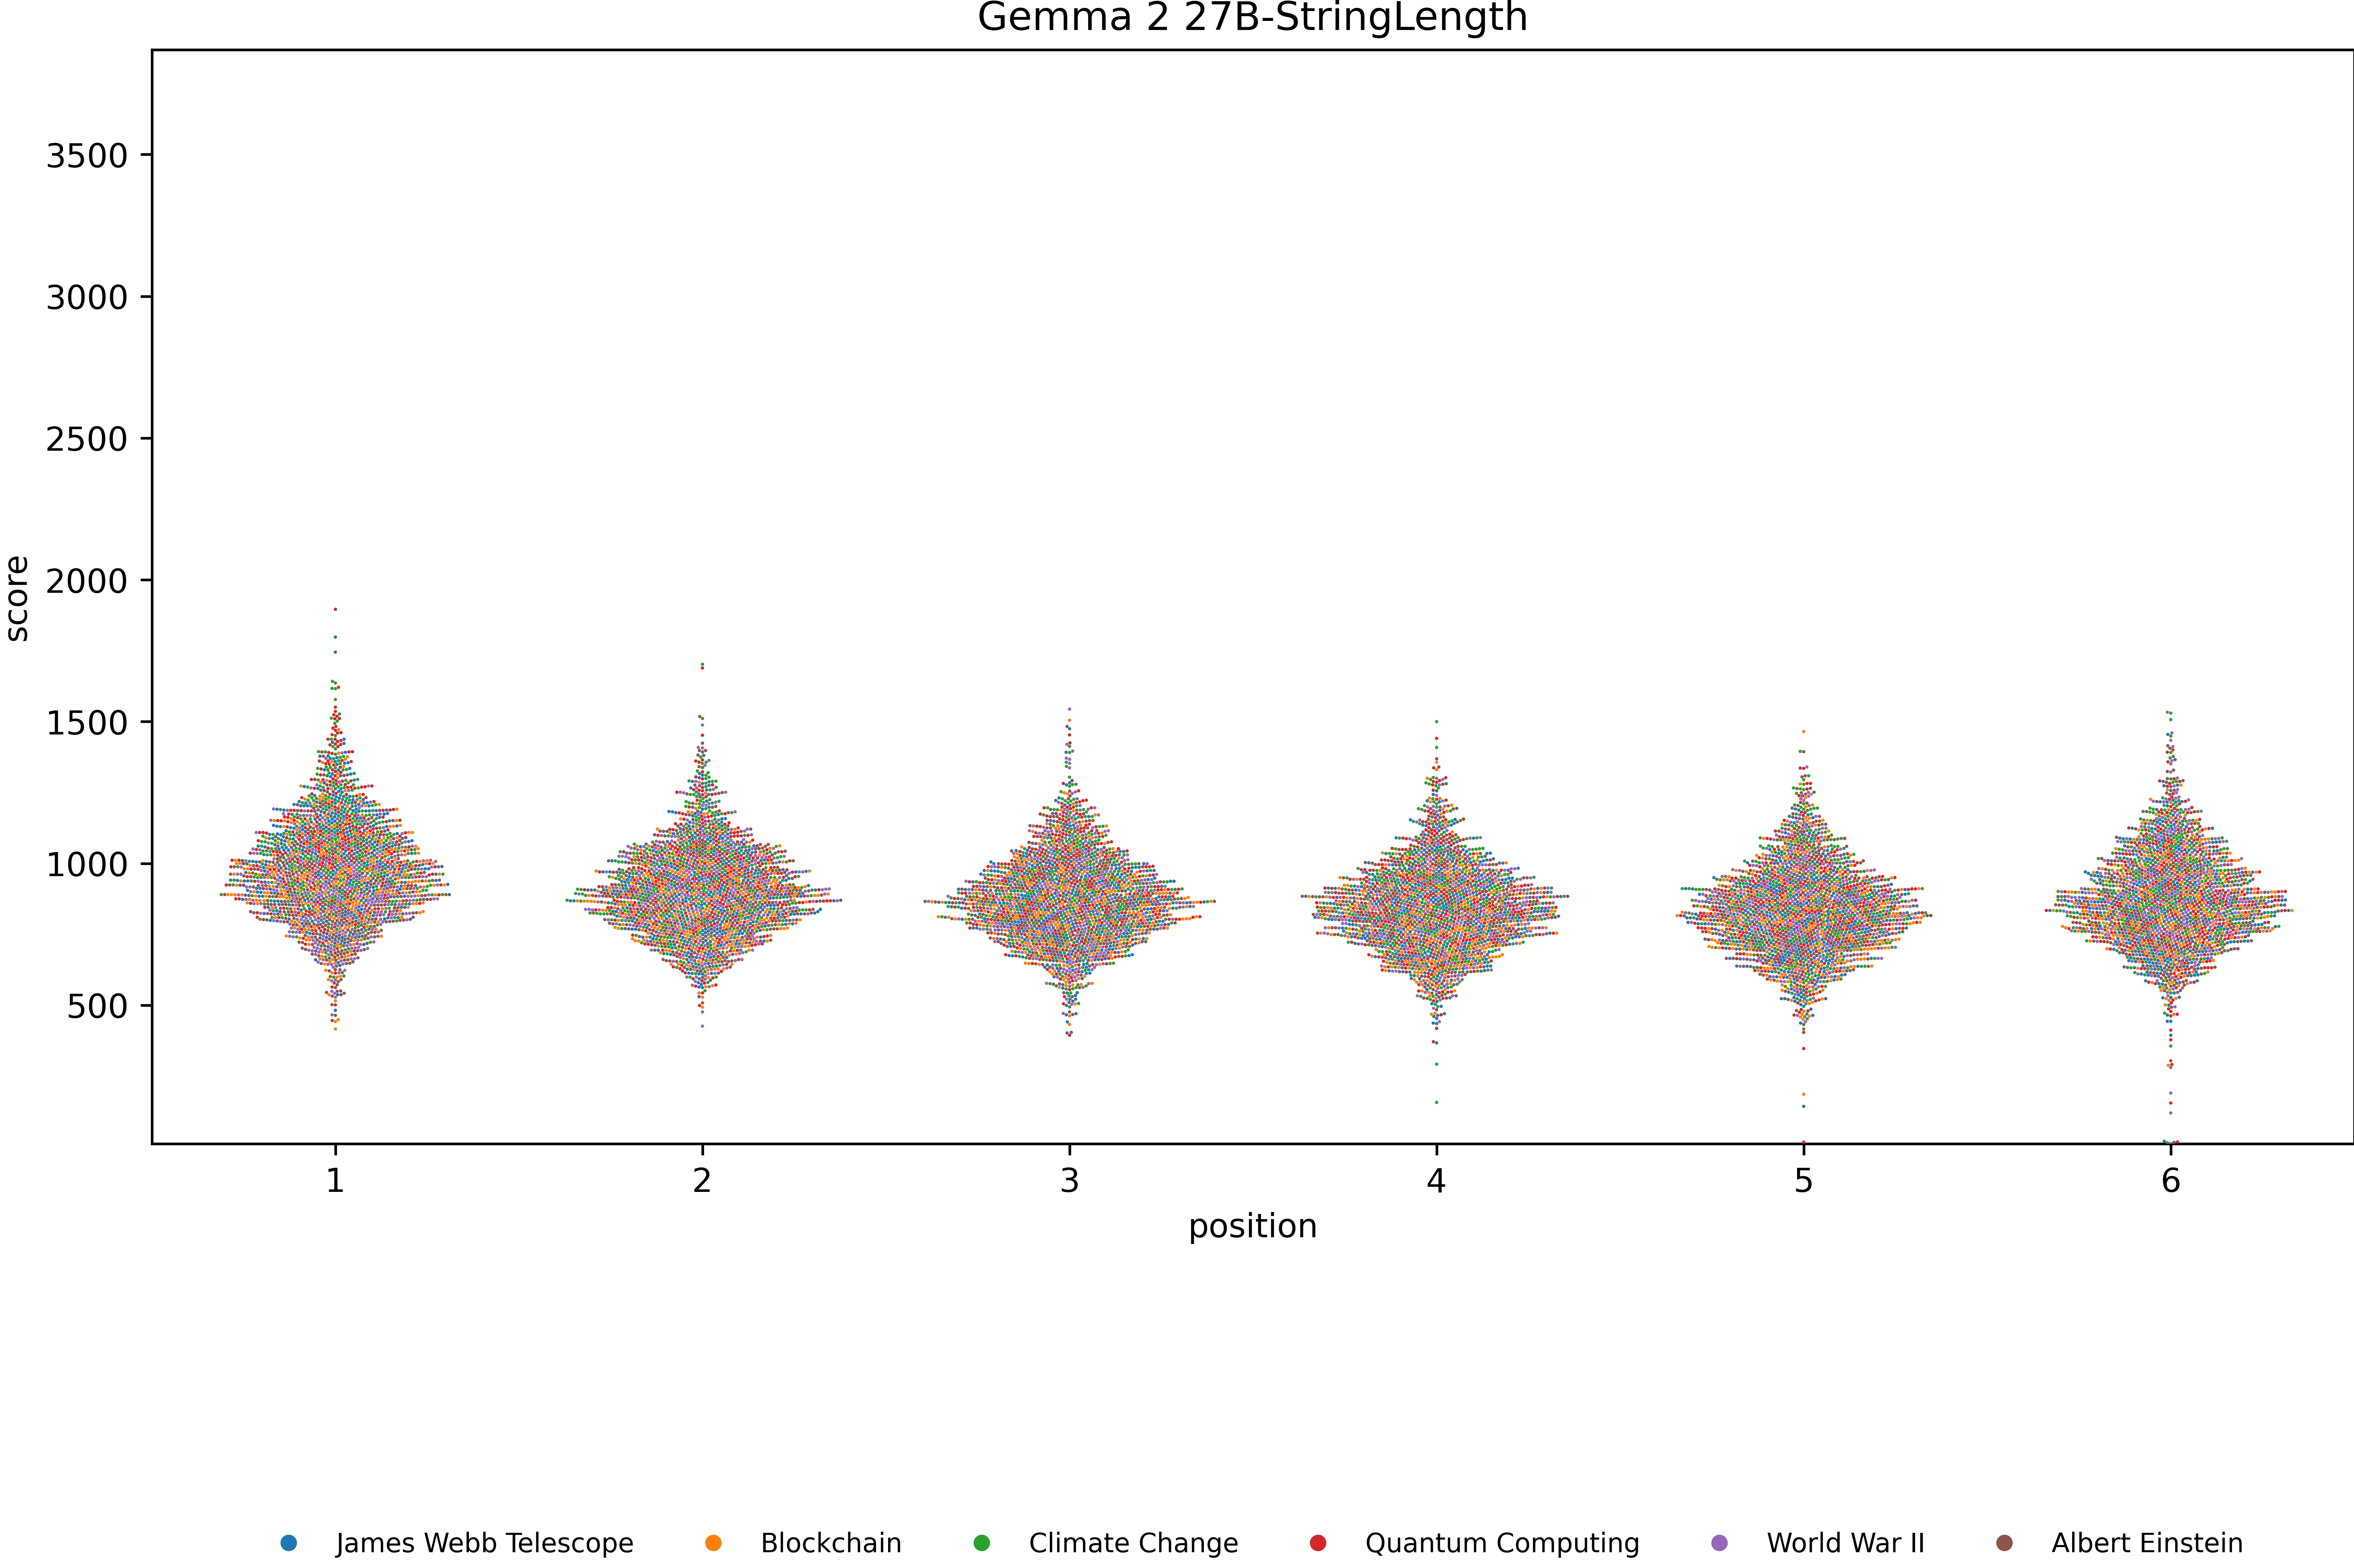 Gemma 2 27B-StringLength
3500
3000
2500
2000
1500
1000
500
score
1 2 3 4 5 6
position
James Webb Telescope Blockchain Climate Change Quantum Computing World War II Albert Einstein